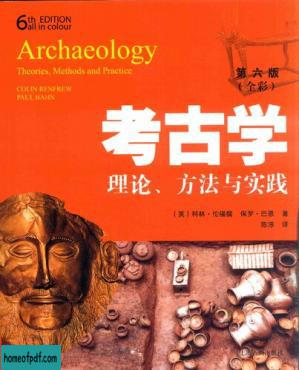 6th EDITION
all in colour
Archaeology
Theories, Methods and Practice
COLIN RENFREW
PAUL BAHN
第六版
（全彩）
考古学
理论、方法与实践
（英）科林·伦福儒 保罗·巴恩 著
陈淳 译
homeofpdf.com